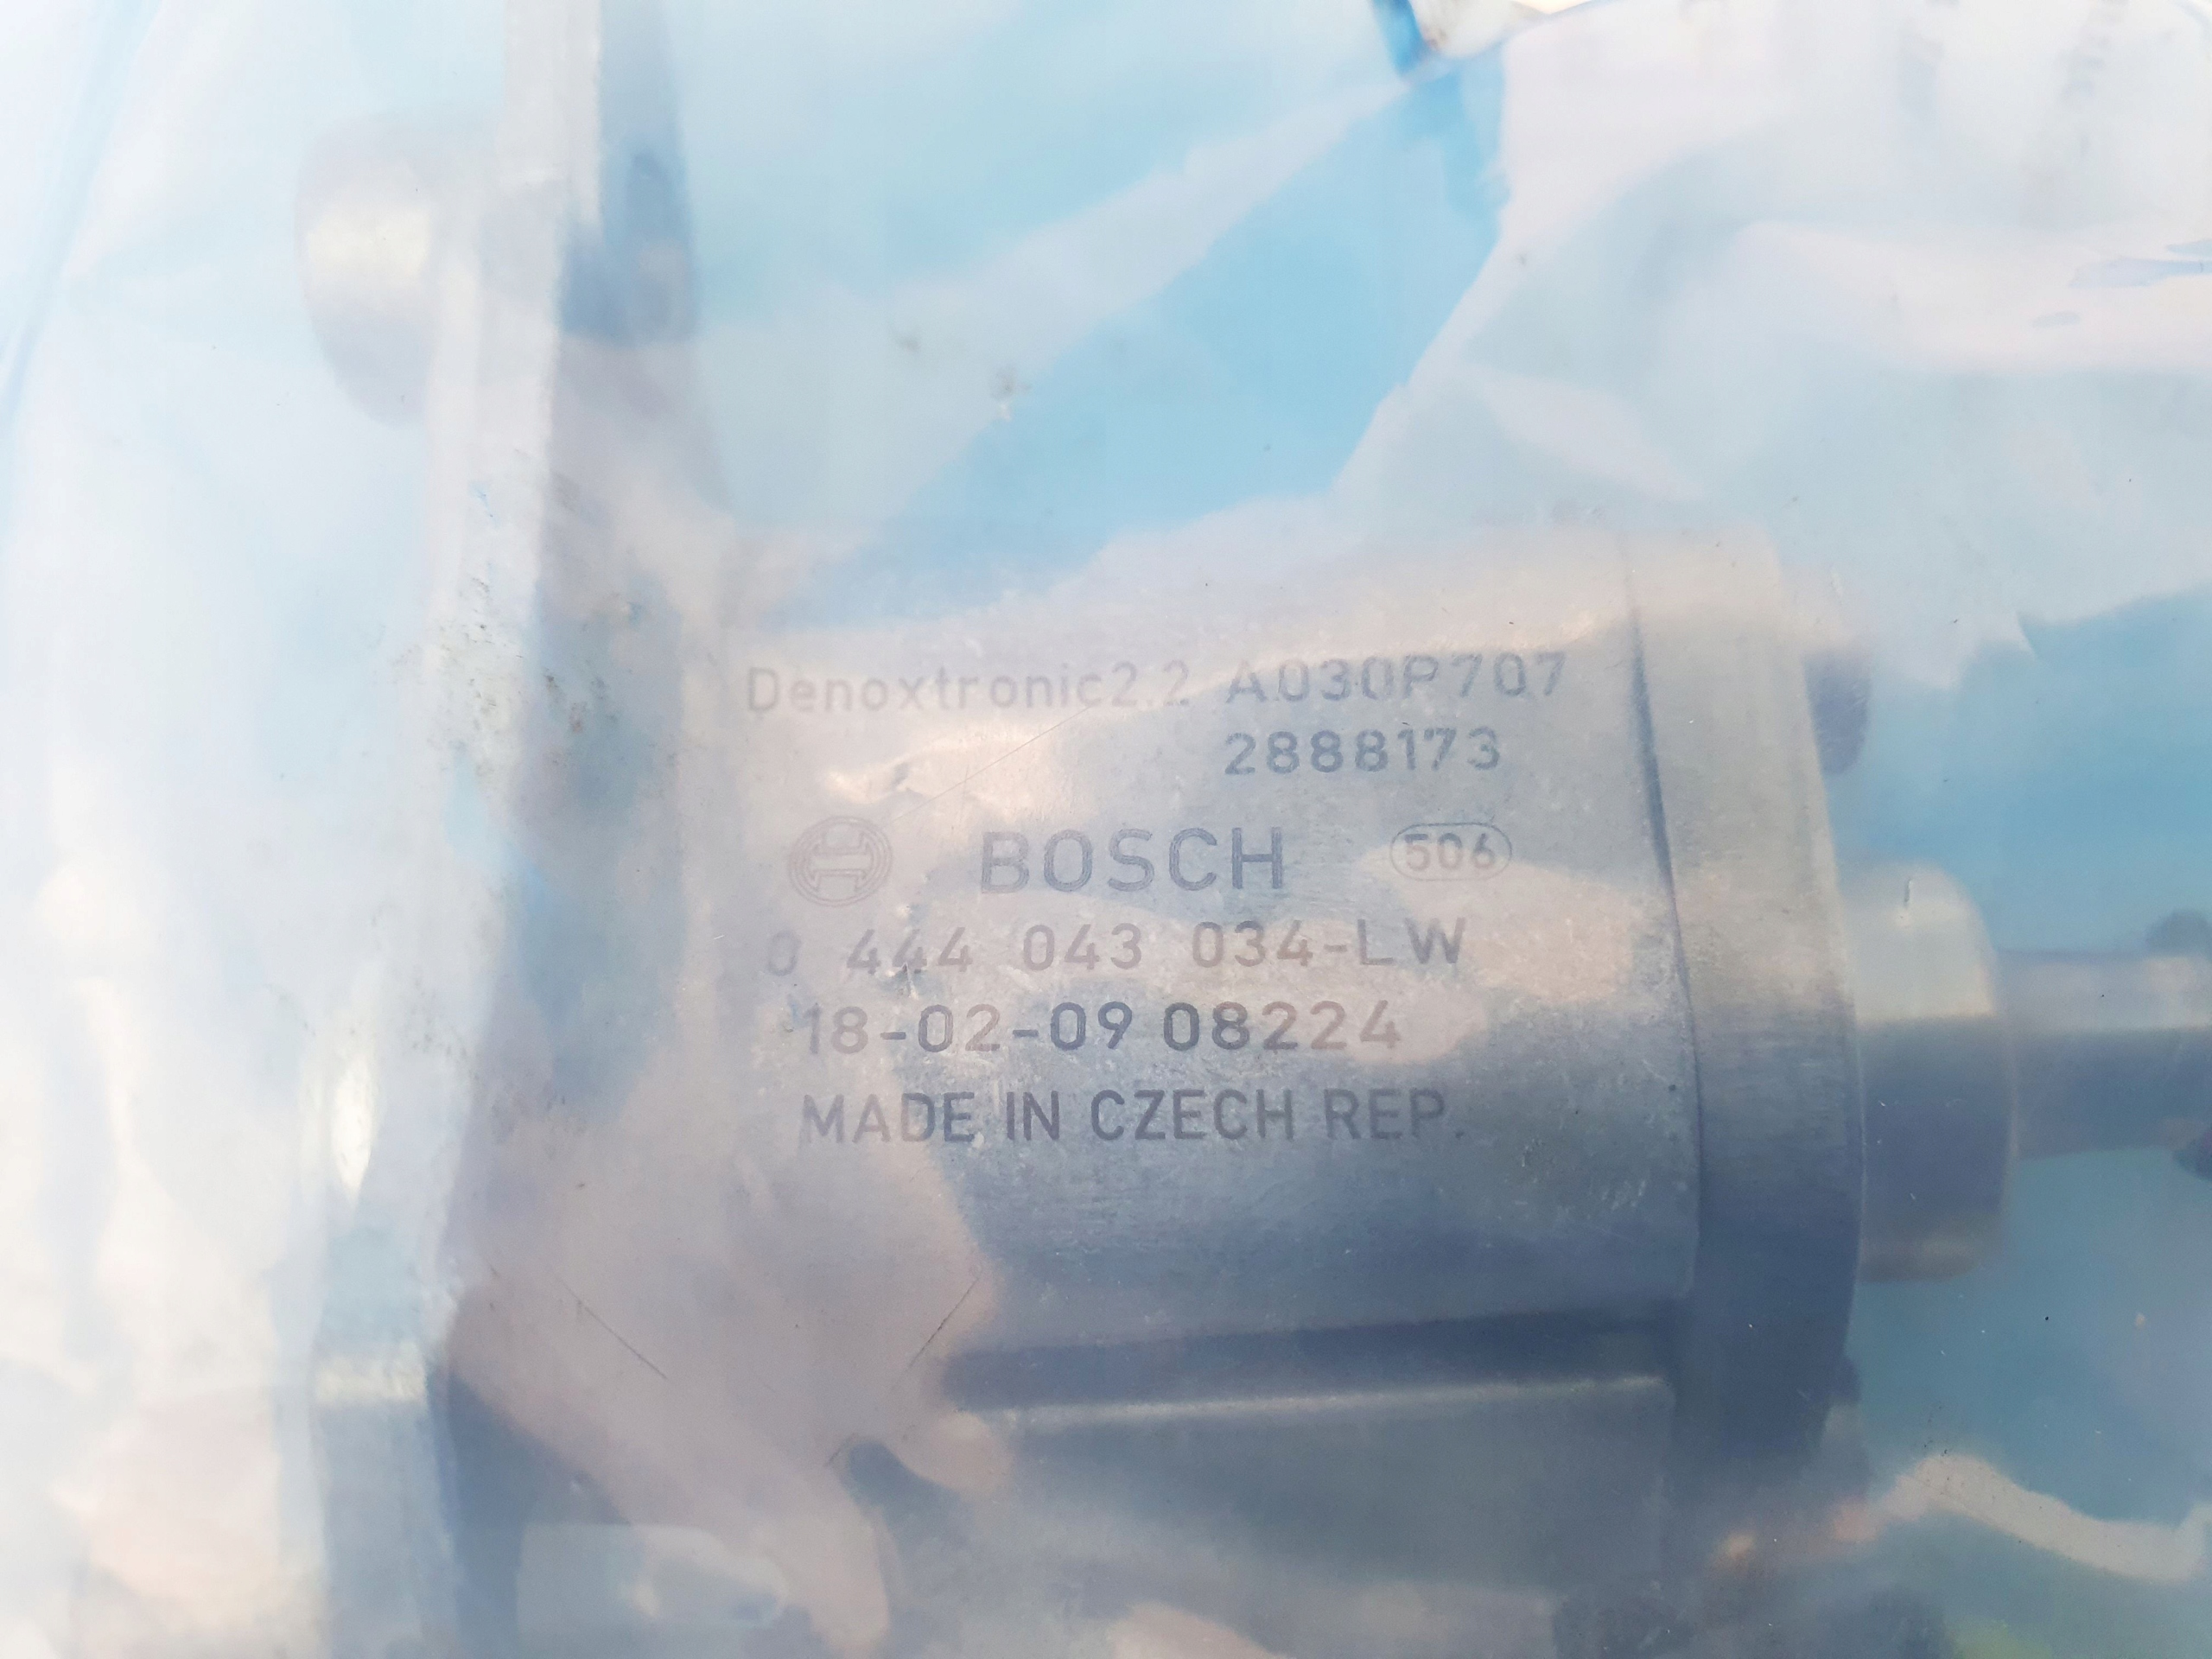 Denoxtronic2.2 A030P707
2888173
BOSCH 506
0 444 043 034-LW
18-02-09 08224
MADE IN CZECH REP.